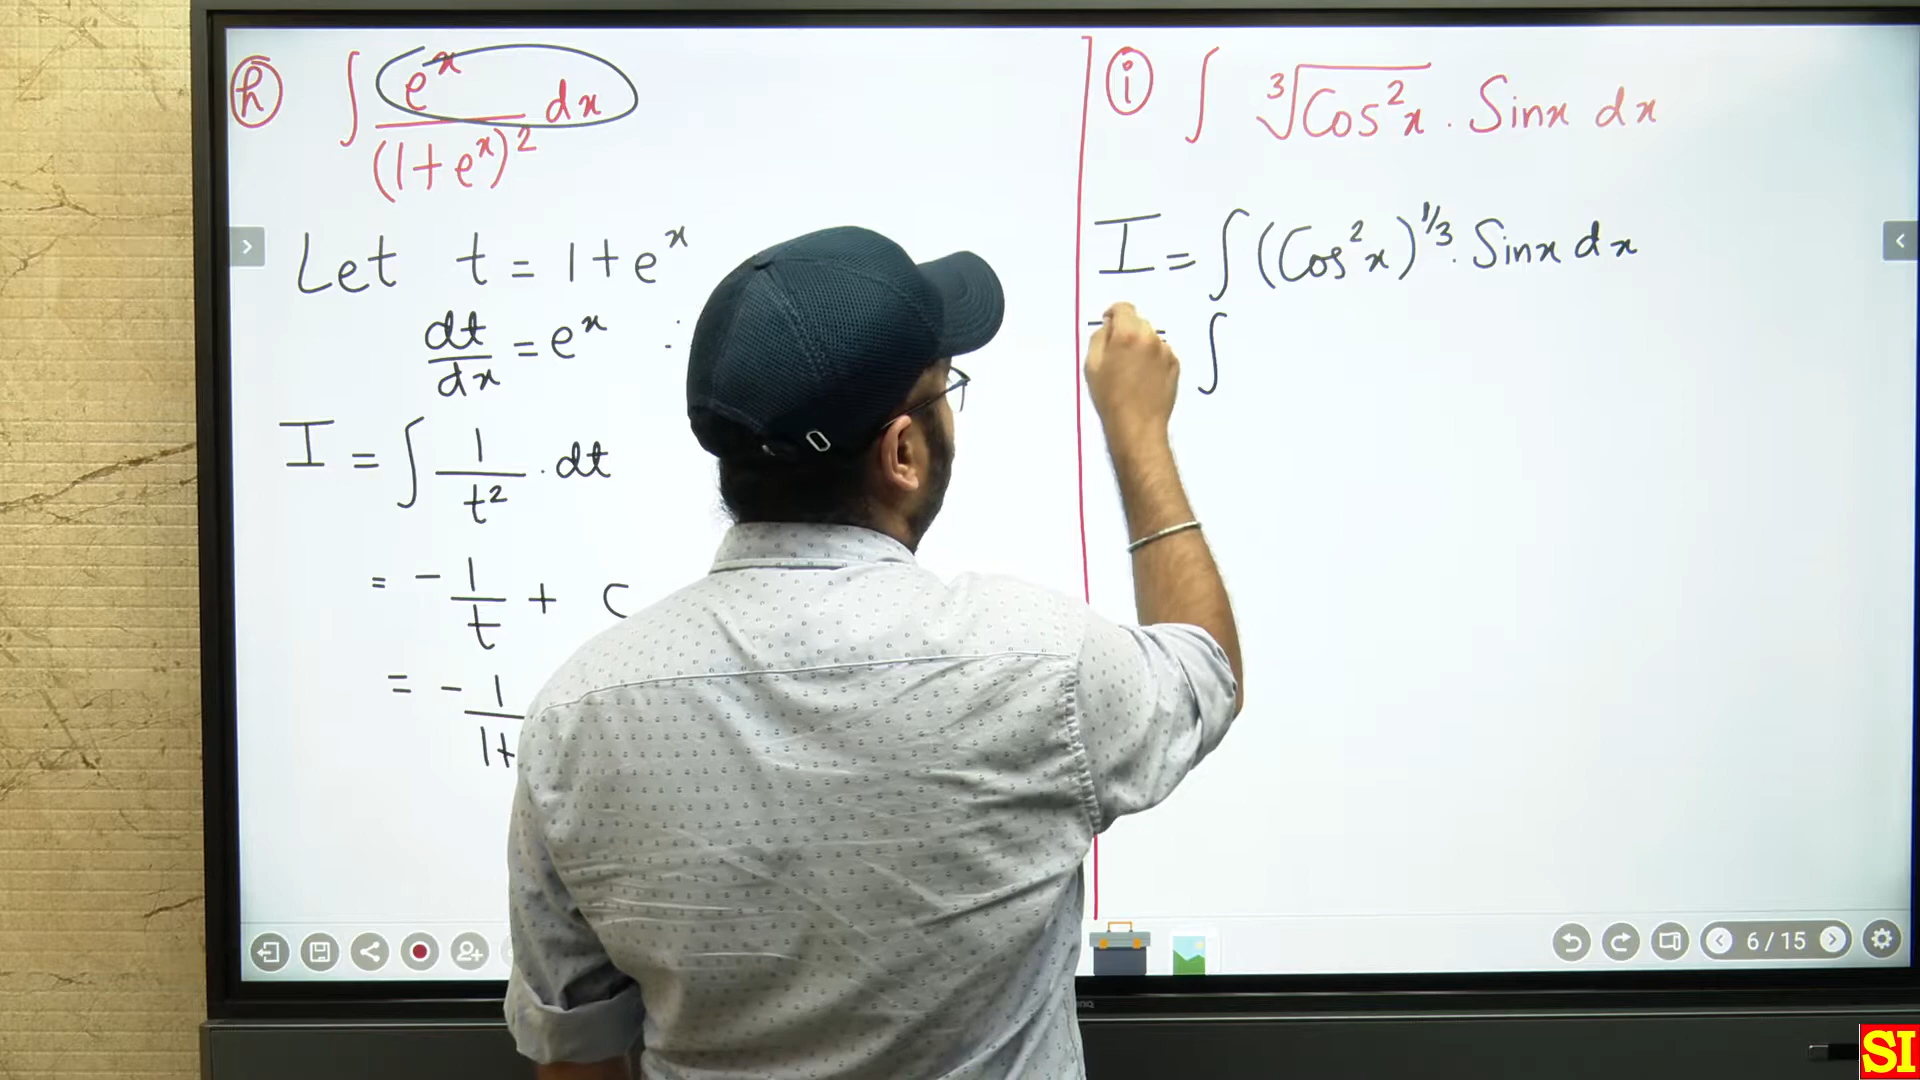 ⓗ ∫ eˣ/(1+eˣ)² dx
Let t = 1+eˣ
dt/dx = eˣ
I = ∫ 1/t² . dt
= - 1/t + c
= - 1/1+
ⓘ ∫ ∛Cos²x . Sinx dx
I = ∫ (Cos²x)^1/3 . Sinx dx
= ∫
6 / 15
SI